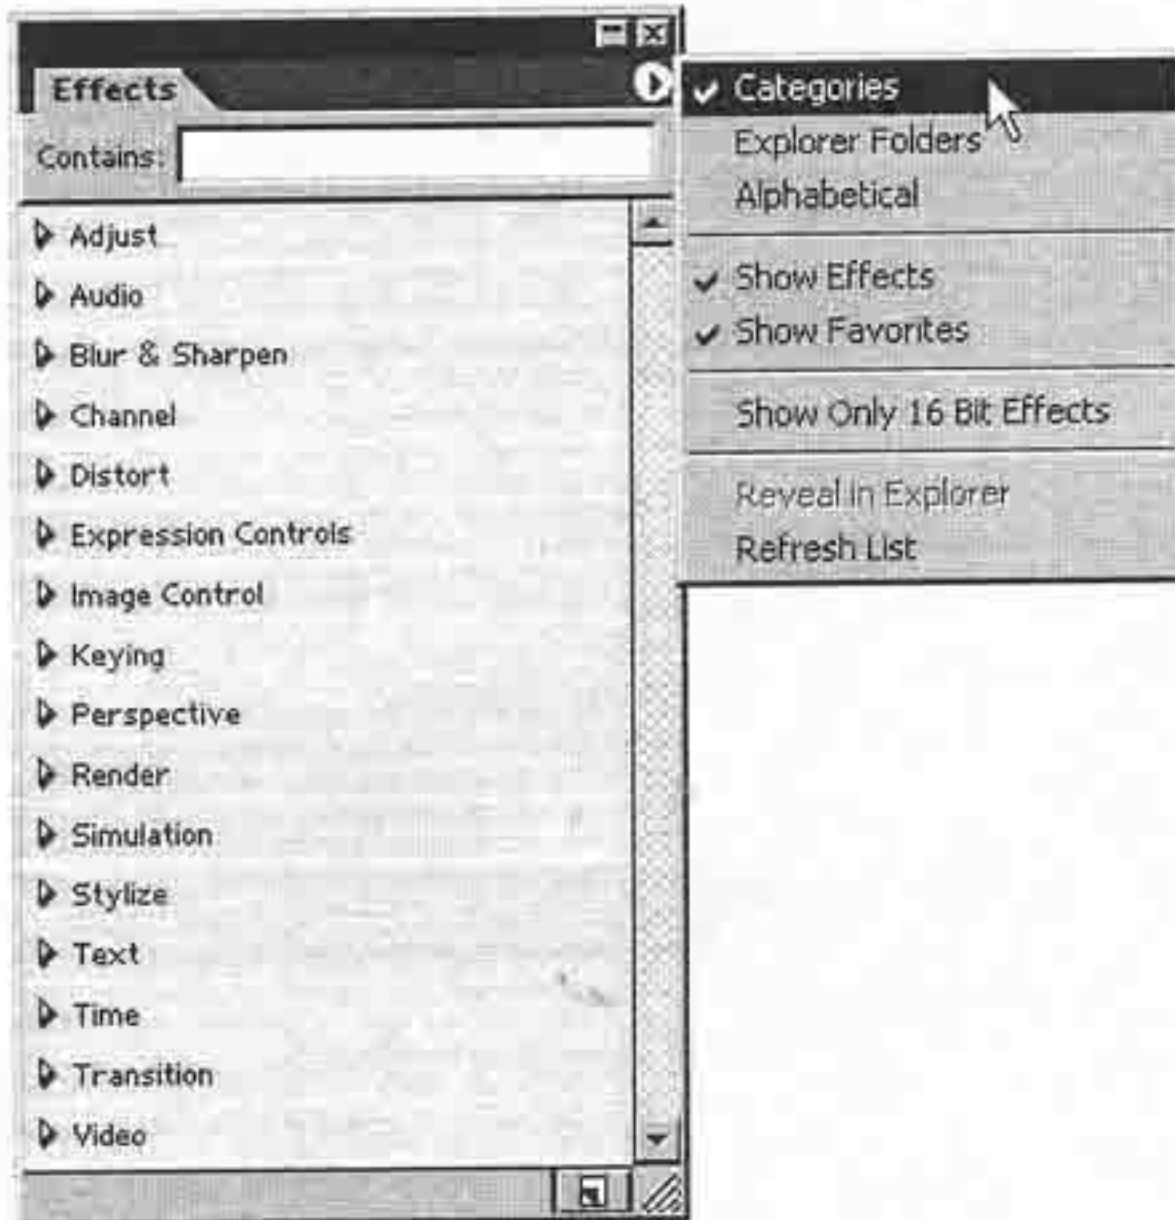 Effects
Contains:
Adjust
Audio
Blur & Sharpen
Channel
Distort
Expression Controls
Image Control
Keying
Perspective
Render
Simulation
Stylize
Text
Time
Transition
Video
Categories
Explorer Folders
Alphabetical
Show Effects
Show Favorites
Show Only 16 Bit Effects
Reveal in Explorer
Refresh List